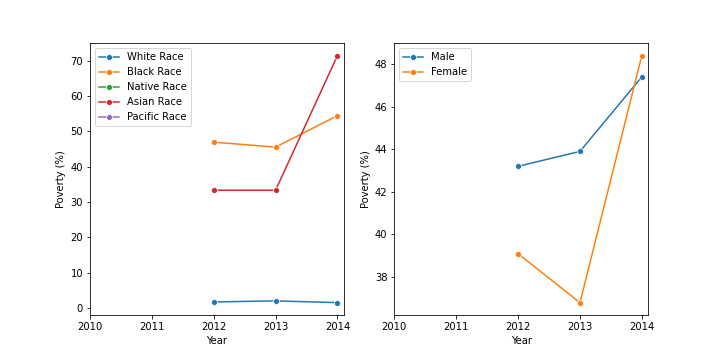 70
60
50
40
30
20
10
0
Poverty (%)
White Race
Black Race
Native Race
Asian Race
Pacific Race
2010 2011 2012 2013 2014
Year
48
46
44
42
40
38
Poverty (%)
Male
Female
2010 2011 2012 2013 2014
Year